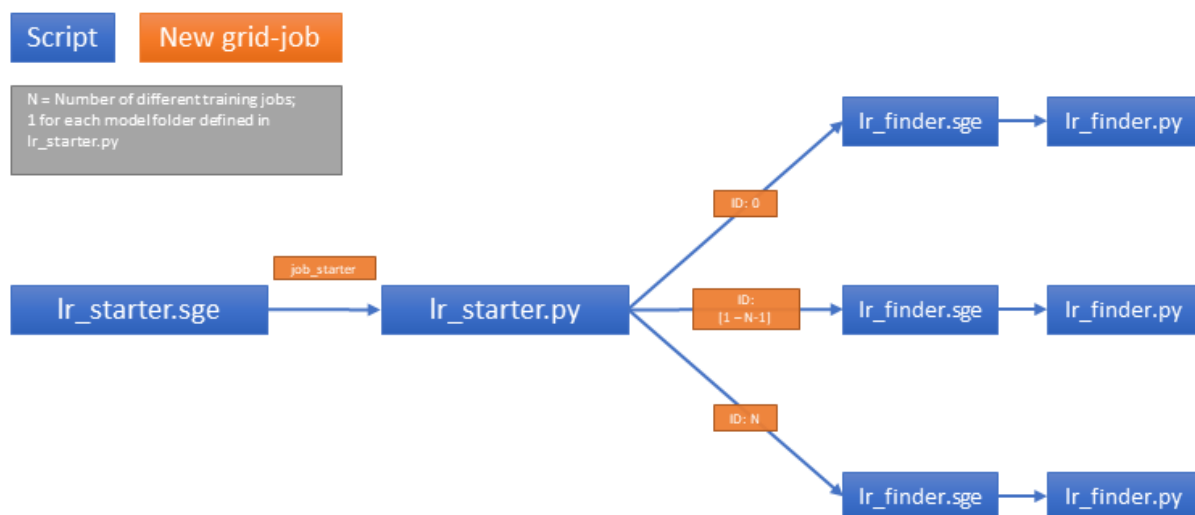 Script
New grid-job
N = Number of different training jobs;
1 for each model folder defined in
lr_starter.py
lr_finder.sge
lr_finder.py
ID: 0
job_starter
lr_starter.sge
lr_starter.py
ID:
[1 – N-1]
lr_finder.sge
lr_finder.py
ID: N
lr_finder.sge
lr_finder.py